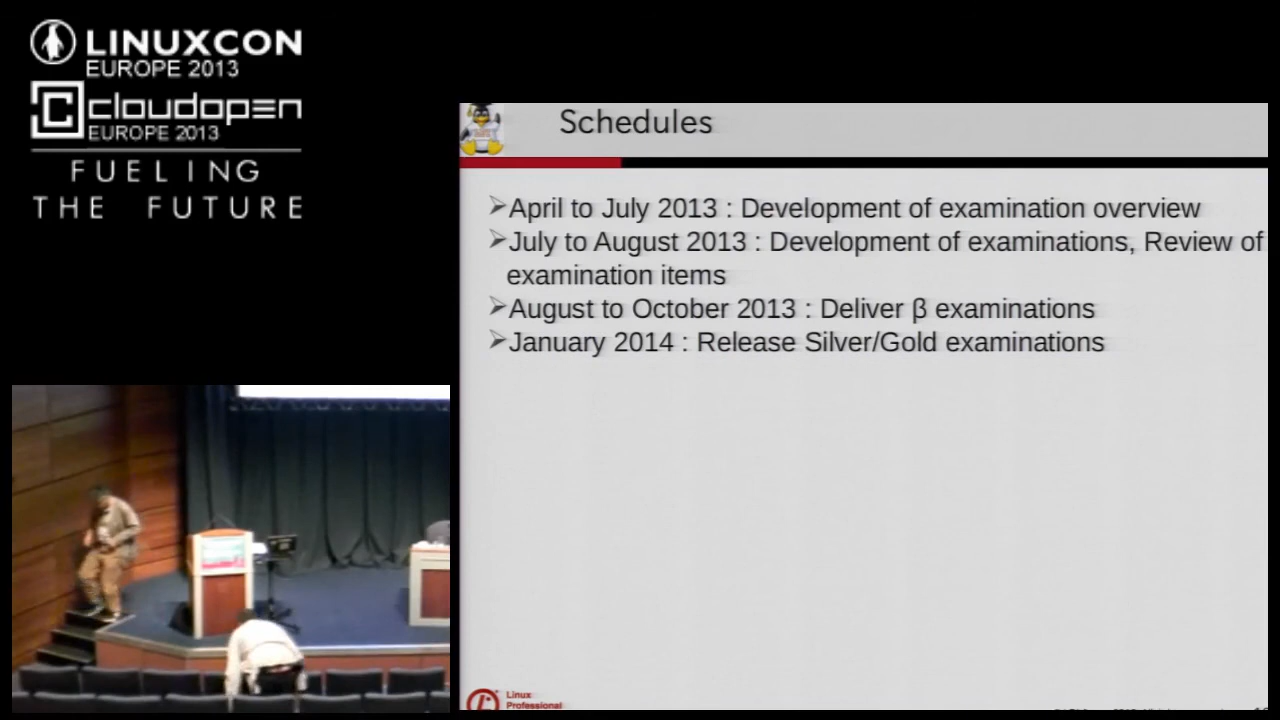 LINUXCON
EUROPE 2013
cloudopen
EUROPE 2013
FUELING
THE FUTURE
Schedules
➢April to July 2013 : Development of examination overview
➢July to August 2013 : Development of examinations, Review of
examination items
➢August to October 2013 : Deliver β examinations
➢January 2014 : Release Silver/Gold examinations
Linux
Professional